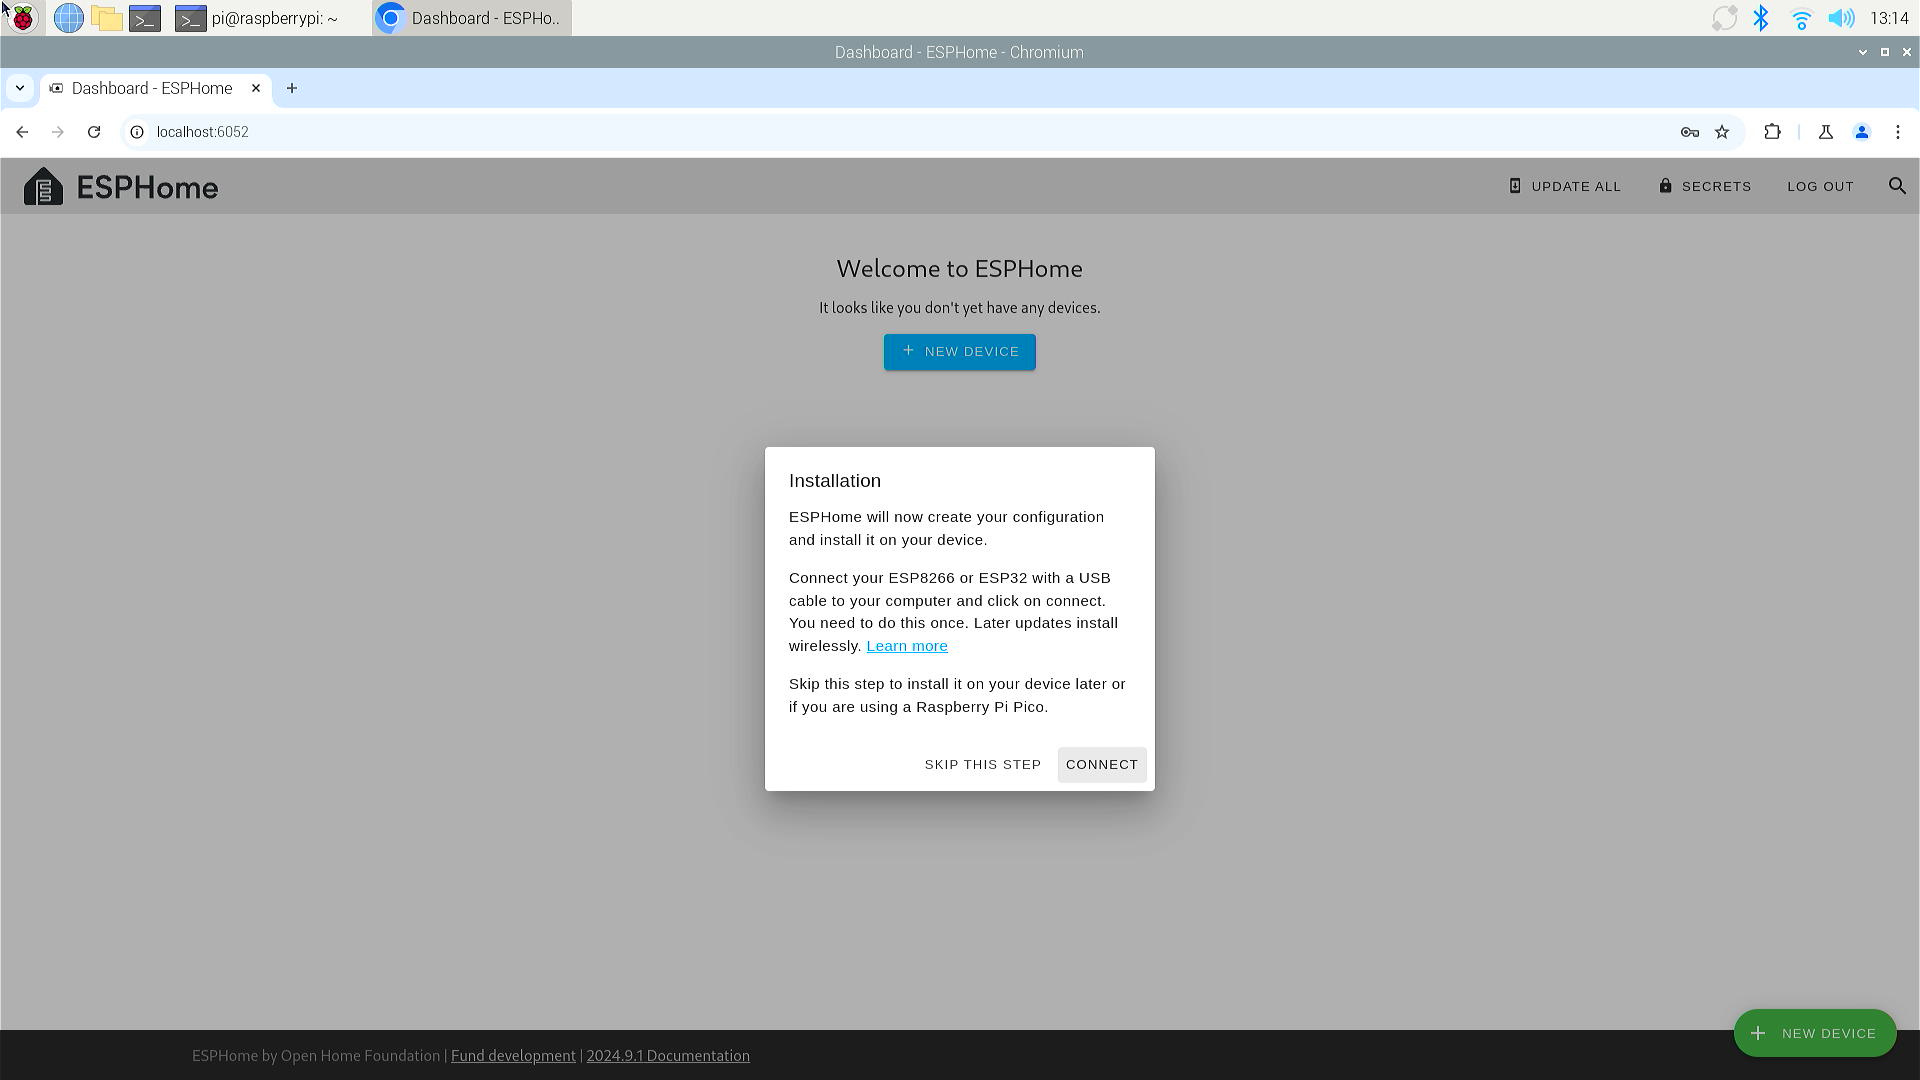 pi@raspberrypi: ~
Dashboard - ESPHo..
13:14
Dashboard - ESPHome - Chromium
Dashboard - ESPHome
localhost:6052
ESPHome
UPDATE ALL
SECRETS
LOG OUT
Welcome to ESPHome
It looks like you don't yet have any devices.
NEW DEVICE
Installation
ESPHome will now create your configuration
and install it on your device.
Connect your ESP8266 or ESP32 with a USB
cable to your computer and click on connect.
You need to do this once. Later updates install
wirelessly. Learn more
Skip this step to install it on your device later or
if you are using a Raspberry Pi Pico.
SKIP THIS STEP
CONNECT
NEW DEVICE
ESPHome by Open Home Foundation | Fund development | 2024.9.1 Documentation